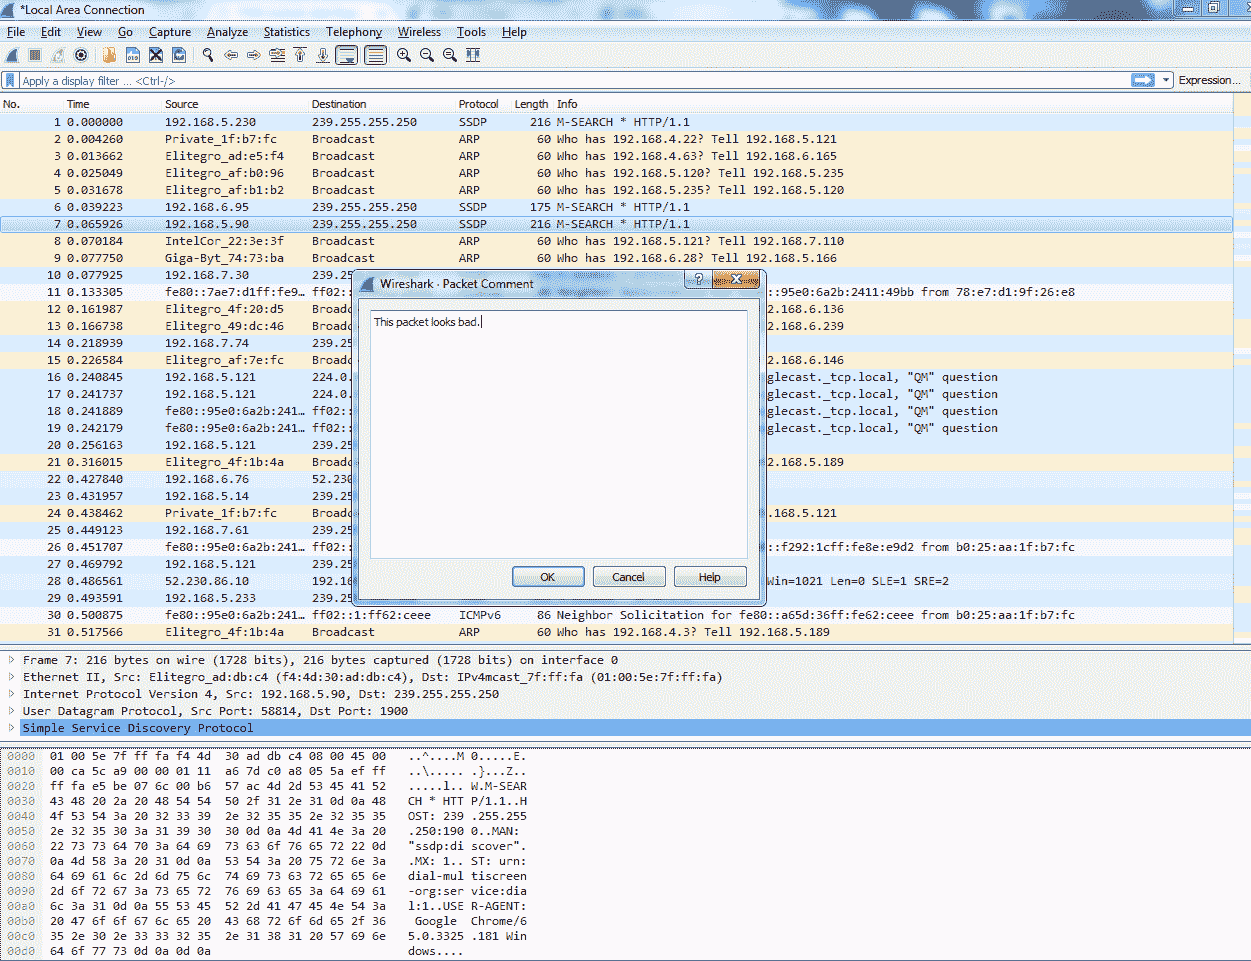 *Local Area Connection
File Edit View Go Capture Analyze Statistics Telephony Wireless Tools Help
Apply a display filter ... <Ctrl-/> Expression...
No. Time Source Destination Protocol Length Info
1 0.000000 192.168.5.230 239.255.255.250 SSDP 216 M-SEARCH * HTTP/1.1
2 0.004260 Private_1f:b7:fc Broadcast ARP 60 Who has 192.168.4.22? Tell 192.168.5.121
3 0.013662 Elitegro_ad:e5:f4 Broadcast ARP 60 Who has 192.168.4.63? Tell 192.168.6.165
4 0.025049 Elitegro_af:b0:96 Broadcast ARP 60 Who has 192.168.5.120? Tell 192.168.5.235
5 0.031678 Elitegro_af:b1:b2 Broadcast ARP 60 Who has 192.168.5.235? Tell 192.168.5.120
6 0.039223 192.168.6.95 239.255.255.250 SSDP 175 M-SEARCH * HTTP/1.1
7 0.065926 192.168.5.90 239.255.255.250 SSDP 216 M-SEARCH * HTTP/1.1
8 0.070184 IntelCor_22:3e:3f Broadcast ARP 60 Who has 192.168.5.121? Tell 192.168.7.110
9 0.077750 Giga-Byt_74:73:ba Broadcast ARP 60 Who has 192.168.6.28? Tell 192.168.5.166
10 0.077925 192.168.7.30 239.25
11 0.133305 fe80::7ae7:d1ff:fe9… ff02:: ::95e0:6a2b:2411:49bb from 78:e7:d1:9f:26:e8
12 0.161987 Elitegro_4f:20:d5 Broadc 2.168.6.136
13 0.166738 Elitegro_49:dc:46 Broadc 2.168.6.239
14 0.218939 192.168.7.74 239.25
15 0.226584 Elitegro_af:7e:fc Broadc 2.168.6.146
16 0.240845 192.168.5.121 224.0. glecast._tcp.local, "QM" question
17 0.241737 192.168.5.121 224.0. glecast._tcp.local, "QM" question
18 0.241889 fe80::95e0:6a2b:241… ff02:: glecast._tcp.local, "QM" question
19 0.242179 fe80::95e0:6a2b:241… ff02:: glecast._tcp.local, "QM" question
20 0.256163 192.168.5.121 239.25
21 0.316015 Elitegro_4f:1b:4a Broadc 2.168.5.189
22 0.427840 192.168.6.76 52.230
23 0.431957 192.168.5.14 239.255
24 0.438462 Private_1f:b7:fc Broadc .168.5.121
25 0.449123 192.168.7.61 239.25
26 0.451707 fe80::95e0:6a2b:241… ff02:: ::f292:1cff:fe8e:e9d2 from b0:25:aa:1f:b7:fc
27 0.469792 192.168.5.121 239.25
28 0.486561 52.230.86.10 192.16 Win=1021 Len=0 SLE=1 SRE=2
29 0.493591 192.168.5.233 239.25
30 0.500875 fe80::95e0:6a2b:241… ff02::1:ff62:ceee ICMPv6 86 Neighbor Solicitation for fe80::a65d:36ff:fe62:ceee from b0:25:aa:1f:b7:fc
31 0.517566 Elitegro_4f:1b:4a Broadcast ARP 60 Who has 192.168.4.3? Tell 192.168.5.189
Wireshark · Packet Comment
This packet looks bad.
OK Cancel Help
Frame 7: 216 bytes on wire (1728 bits), 216 bytes captured (1728 bits) on interface 0
Ethernet II, Src: Elitegro_ad:db:c4 (f4:4d:30:ad:db:c4), Dst: IPv4mcast_7f:ff:fa (01:00:5e:7f:ff:fa)
Internet Protocol Version 4, Src: 192.168.5.90, Dst: 239.255.255.250
User Datagram Protocol, Src Port: 58814, Dst Port: 1900
Simple Service Discovery Protocol
0000 01 00 5e 7f ff fa f4 4d 30 ad db c4 08 00 45 00 ..^....M 0.....E.
0010 00 ca 5c a9 00 00 01 11 a6 7d c0 a8 05 5a ef ff ..\..... .}...Z..
0020 ff fa e5 be 07 6c 00 b6 57 ac 4d 2d 53 45 41 52 .....l.. W.M-SEAR
0030 43 48 20 2a 20 48 54 54 50 2f 31 2e 31 0d 0a 48 CH * HTT P/1.1..H
0040 4f 53 54 3a 20 32 33 39 2e 32 35 35 2e 32 35 35 OST: 239 .255.255
0050 2e 32 35 30 3a 31 39 30 30 0d 0a 4d 41 4e 3a 20 .250:190 0..MAN:
0060 22 73 73 64 70 3a 64 69 73 63 6f 76 65 72 22 0d "ssdp:di scover".
0070 0a 4d 58 3a 20 31 0d 0a 53 54 3a 20 75 72 6e 3a .MX: 1.. ST: urn:
0080 64 69 61 6c 2d 6d 75 6c 74 69 73 63 72 65 65 6e dial-mul tiscreen
0090 2d 6f 72 67 3a 73 65 72 76 69 63 65 3a 64 69 61 -org:ser vice:dia
00a0 6c 3a 31 0d 0a 55 53 45 52 2d 41 47 45 4e 54 3a l:1..USE R-AGENT:
00b0 20 47 6f 6f 67 6c 65 20 43 68 72 6f 6d 65 2f 36 Google Chrome/6
00c0 35 2e 30 2e 33 33 32 35 2e 31 38 31 20 57 69 6e 5.0.3325 .181 Win
00d0 64 6f 77 73 0d 0a 0d 0a dows....